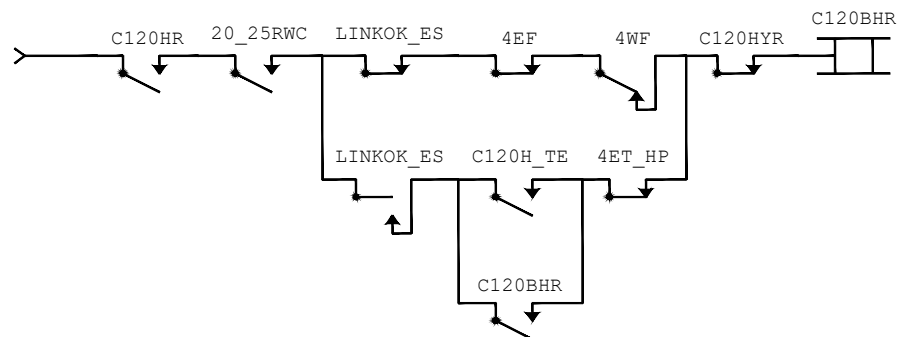 C120HR 20_25RWC LINKOK_ES 4EF 4WF C120HYR C120BHR
LINKOK_ES C120H_TE 4ET_HP
C120BHR